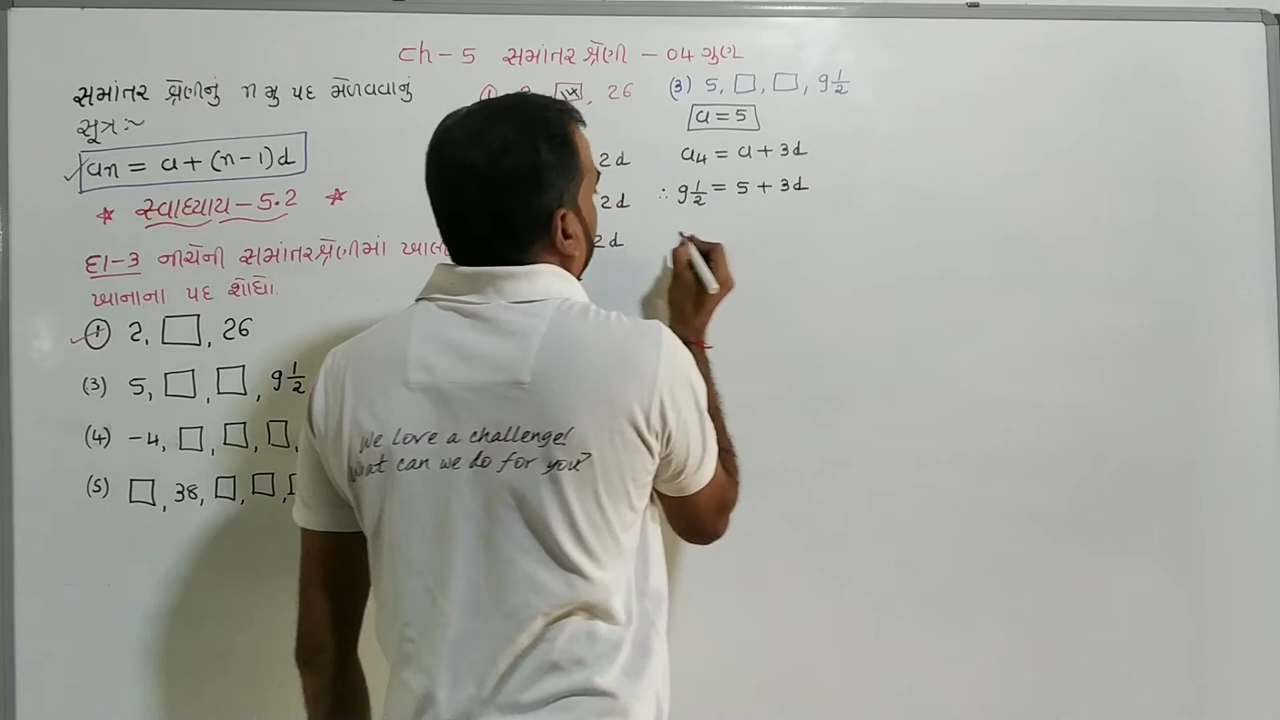 Ch - 5 સમાંતર શ્રેણી - 04 ગુણ
સમાંતર શ્રેણીનું n મુ પદ મેળવવાનું
સૂત્ર :~
an = a + (n-1)d
* સ્વાધ્યાય - 5.2 *
દા-3 નીચેની સમાંતર શ્રેણીમાં
ખાનાના પદ શોધો.
(1) 2, □, 26
(3) 5, □, □, 9 1/2
(4) -4, □, □, □,
(5) □, 38, □, □,
14, 26
2d
2d
2d
(3) 5, □, □, 9 1/2
a = 5
a4 = a + 3d
∴ 9 1/2 = 5 + 3d
We love a challenge!
What can we do for you?